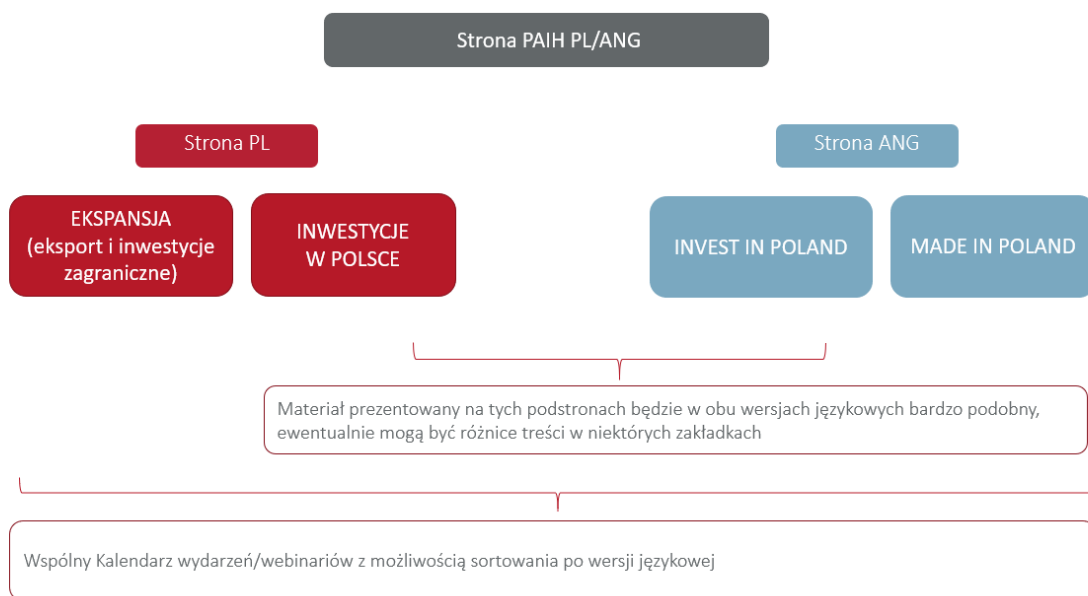 Strona PAIH PL/ANG
Strona PL
Strona ANG
EKSPANSJA
(eksport i inwestycje
zagraniczne)
INWESTYCJE
W POLSCE
INVEST IN POLAND
MADE IN POLAND
Materiał prezentowany na tych podstronach będzie w obu wersjach językowych bardzo podobny,
ewentualnie mogą być różnice treści w niektórych zakładkach
Wspólny Kalendarz wydarzeń/webinariów z możliwością sortowania po wersji językowej